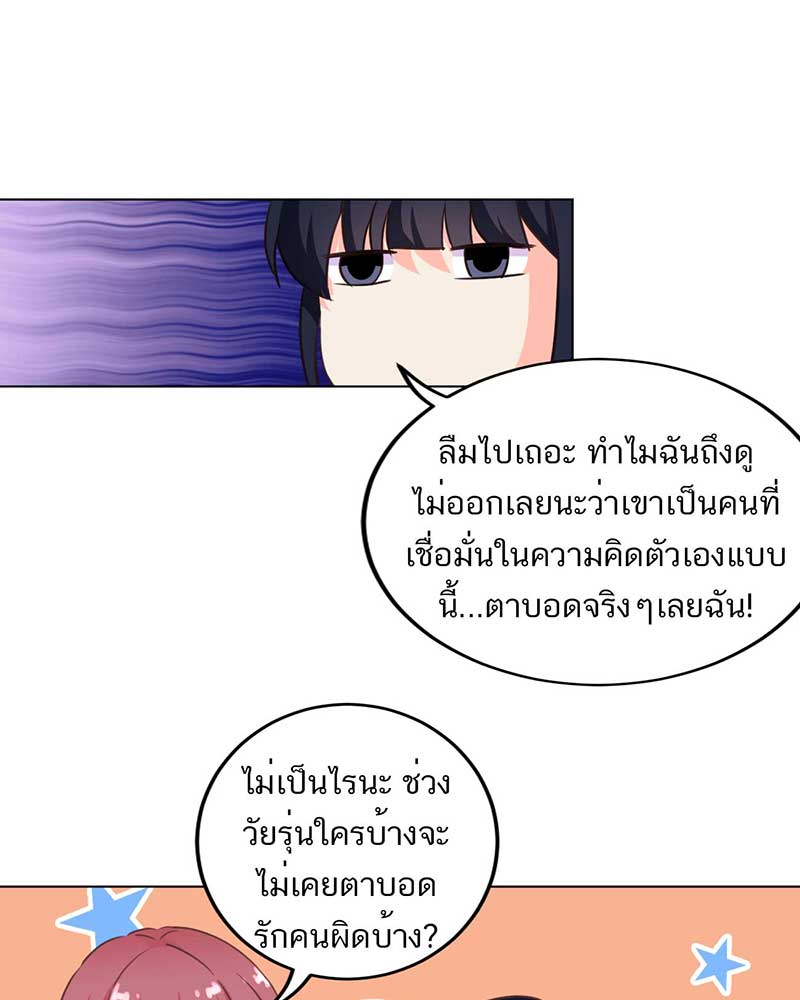 ลืมไปเถอะ ทำไมฉันถึงดู
ไม่ออกเลยนะว่าเขาเป็นคนที่
เชื่อมั่นในความคิดตัวเองแบบ
นี้...ตาบอดจริงๆเลยฉัน!
ไม่เป็นไรนะ ช่วง
วัยรุ่นใครบ้างจะ
ไม่เคยตาบอด
รักคนผิดบ้าง?